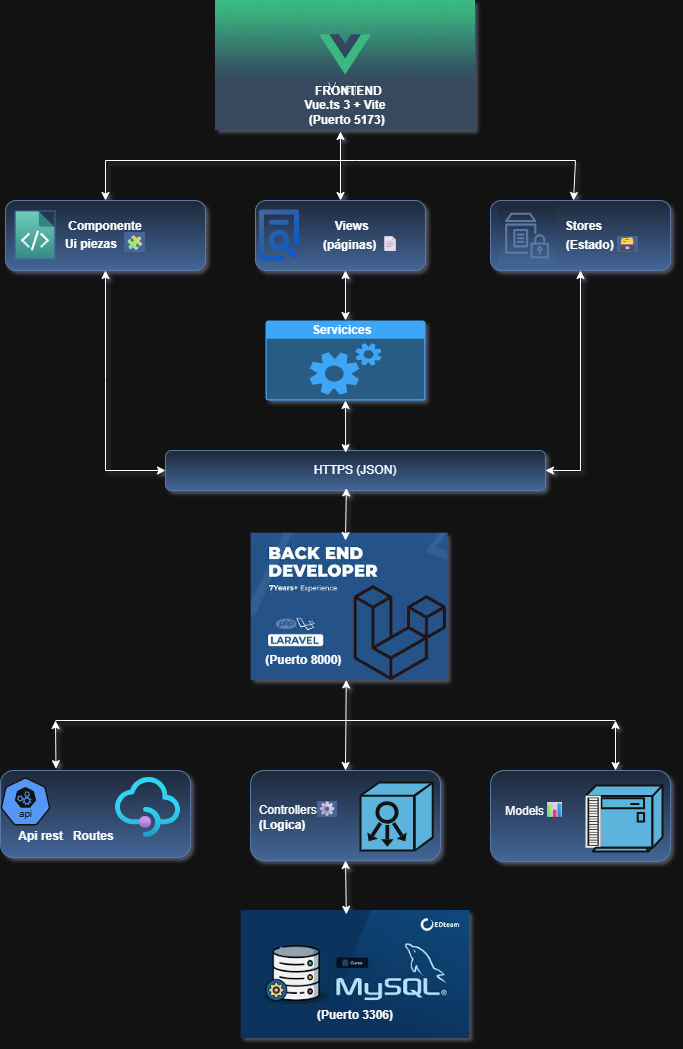 FRONTEND
Vue.ts 3 + Vite
(Puerto 5173)
Componente
Ui piezas
Views
(páginas)
Stores
(Estado)
Servicices
HTTPS (JSON)
BACK END
DEVELOPER
7Years+ Experience
php
LARAVEL
(Puerto 8000)
api
Api rest Routes
Controllers
(Logica)
Models
EDteam
Curso
MySQL®
(Puerto 3306)